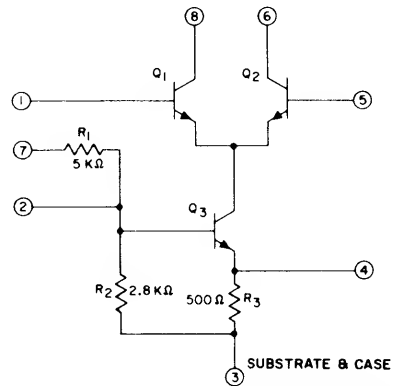 8 6
Q1 Q2
1 5
R1
7
5 KΩ
2
Q3
4
R2 2.8 KΩ 500 Ω R3
3 SUBSTRATE & CASE